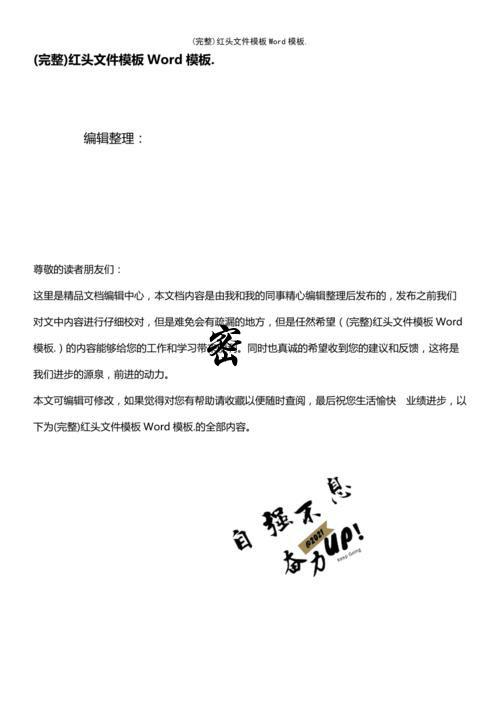 (完整)红头文件模板Word模板.
(完整)红头文件模板 Word 模板.
编辑整理：
尊敬的读者朋友们：
这里是精品文档编辑中心，本文档内容是由我和我的同事精心编辑整理后发布的，发布之前我们
对文中内容进行仔细校对，但是难免会有疏漏的地方，但是任然希望（(完整)红头文件模板 Word
模板.）的内容能够给您的工作和学习带。同时也真诚的希望收到您的建议和反馈，这将是
密
我们进步的源泉，前进的动力。
本文可编辑可修改，如果觉得对您有帮助请收藏以便随时查阅，最后祝您生活愉快 业绩进步，以
下为(完整)红头文件模板 Word 模板.的全部内容。
自强不息
@2021
奋力UP!
Keep Going